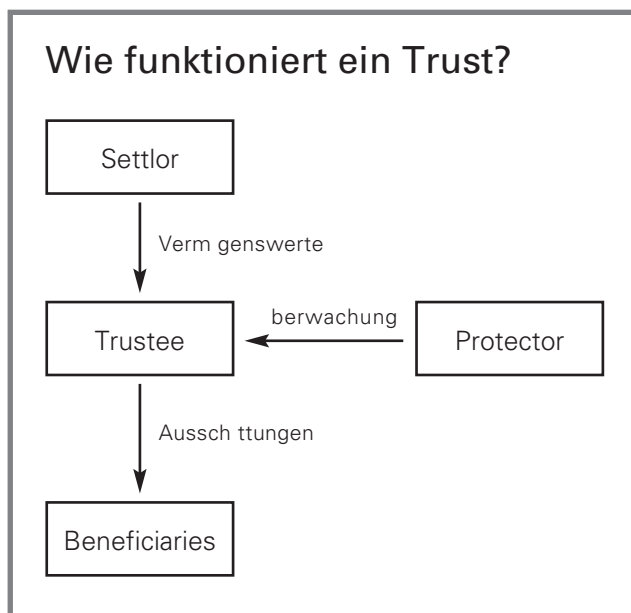 Wie funktioniert ein Trust?
Settlor
Verm genswerte
Trustee
berwachung
Protector
Aussch ttungen
Beneficiaries